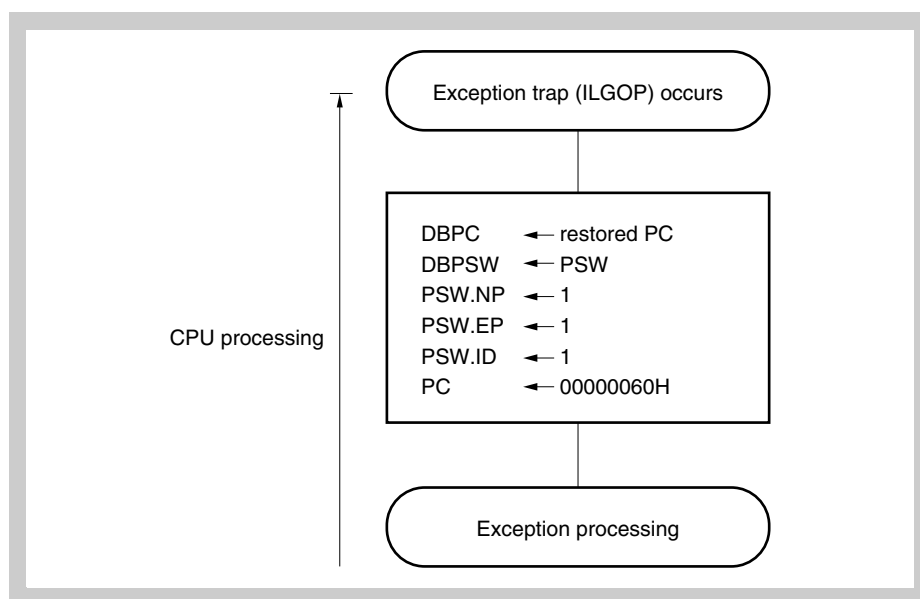 Exception trap (ILGOP) occurs
DBPC ← restored PC
DBPSW ← PSW
PSW.NP ← 1
PSW.EP ← 1
PSW.ID ← 1
PC ← 00000060H
CPU processing
Exception processing